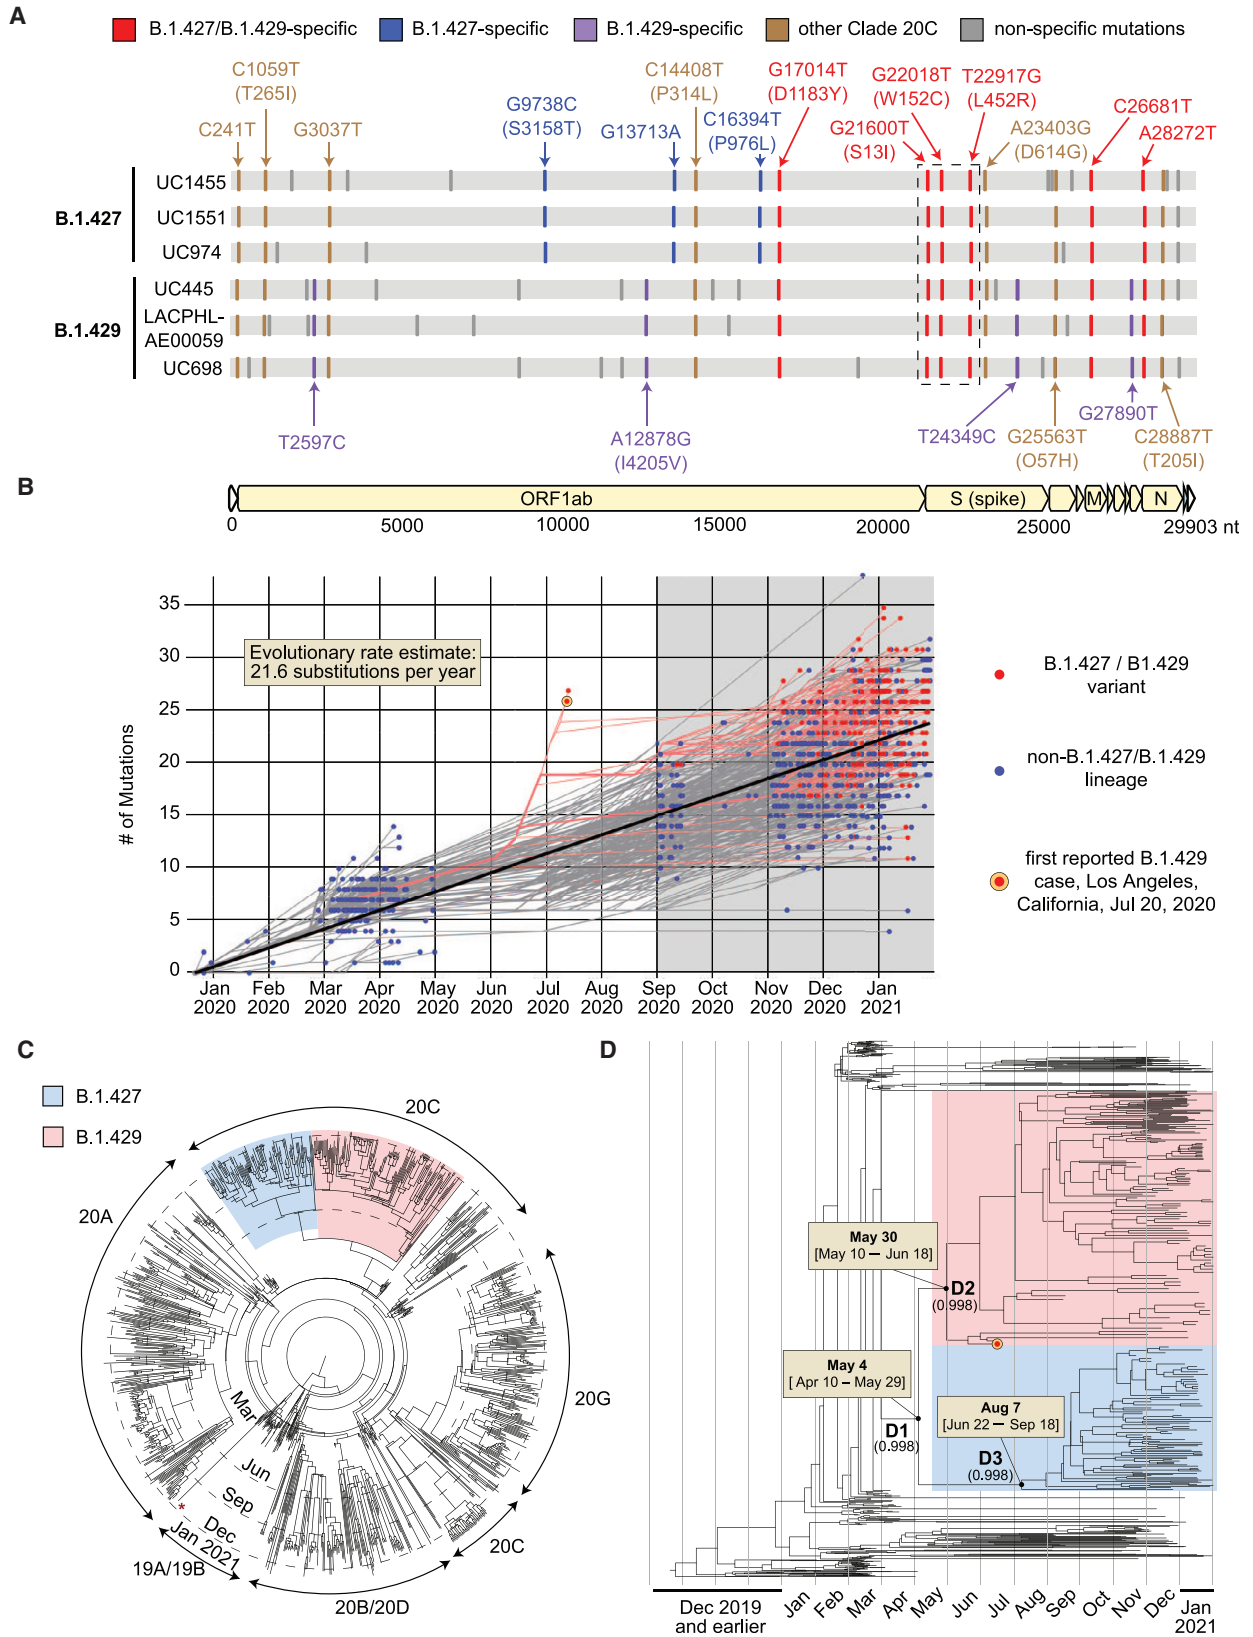 A
B.1.427/B.1.429-specific
B.1.427-specific
B.1.429-specific
other Clade 20C
non-specific mutations
C1059T
(T265I)
C14408T
(P314L)
G17014T
(D1183Y)
G22018T
(W152C)
T22917G
(L452R)
G9738C
(S3158T)
C16394T
(P976L)
C26681T
C241T
G3037T
G13713A
G21600T
(S13I)
A23403G
(D614G)
A28272T
B.1.427
UC1455
UC1551
UC974
B.1.429
UC445
LACPHL-
AE00059
UC698
T2597C
A12878G
(I4205V)
T24349C
G25563T
(O57H)
G27890T
C28887T
(T205I)
B
ORF1ab
S (spike)
M
N
0
5000
10000
15000
20000
25000
29903 nt
# of Mutations
35
30
25
20
15
10
5
0
Evolutionary rate estimate:
21.6 substitutions per year
Jan
2020
Feb
2020
Mar
2020
Apr
2020
May
2020
Jun
2020
Jul
2020
Aug
2020
Sep
2020
Oct
2020
Nov
2020
Dec
2020
Jan
2021
B.1.427 / B1.429
variant
non-B.1.427/B.1.429
lineage
first reported B.1.429
case, Los Angeles,
California, Jul 20, 2020
C
B.1.427
B.1.429
20C
20A
20G
20C
20B/20D
19A/19B
Mar
Jun
Sep
Dec
Jan 2021
*
D
May 30
[May 10 – Jun 18]
D2
(0.998)
May 4
[ Apr 10 – May 29]
D1
(0.998)
Aug 7
[Jun 22 – Sep 18]
D3
(0.998)
Dec 2019
and earlier
Jan
Feb
Mar
Apr
May
Jun
Jul
Aug
Sep
Oct
Nov
Dec
Jan
2021